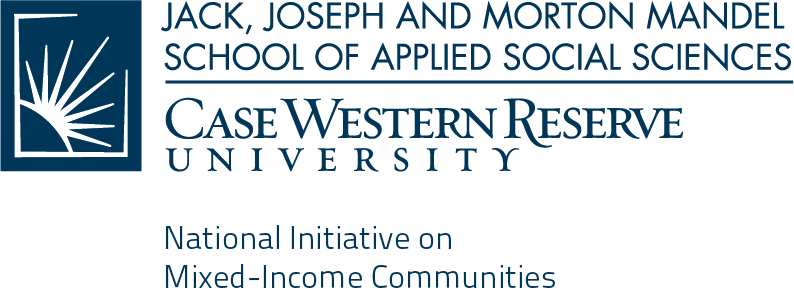 JACK, JOSEPH AND MORTON MANDEL
SCHOOL OF APPLIED SOCIAL SCIENCES
CASE WESTERN RESERVE
UNIVERSITY
National Initiative on
Mixed-Income Communities